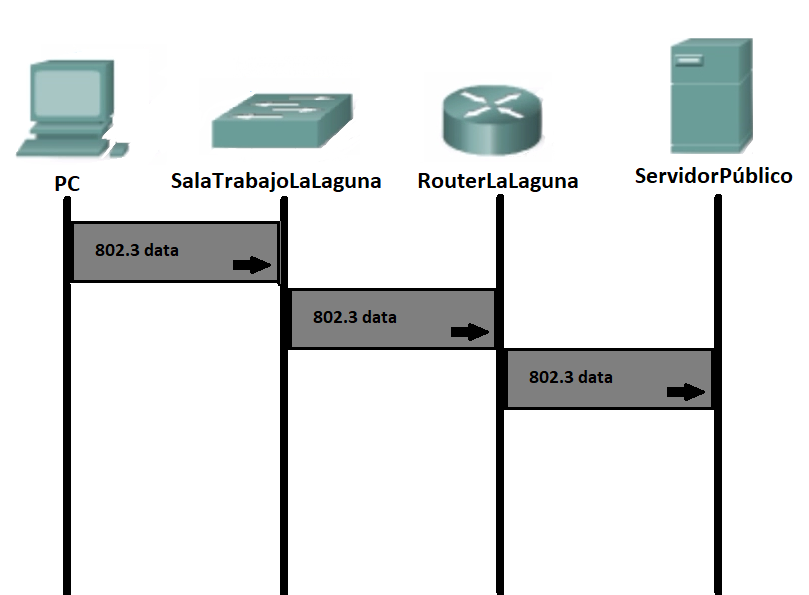 PC
SalaTrabajoLaLaguna
RouterLaLaguna
ServidorPúblico
802.3 data
802.3 data
802.3 data